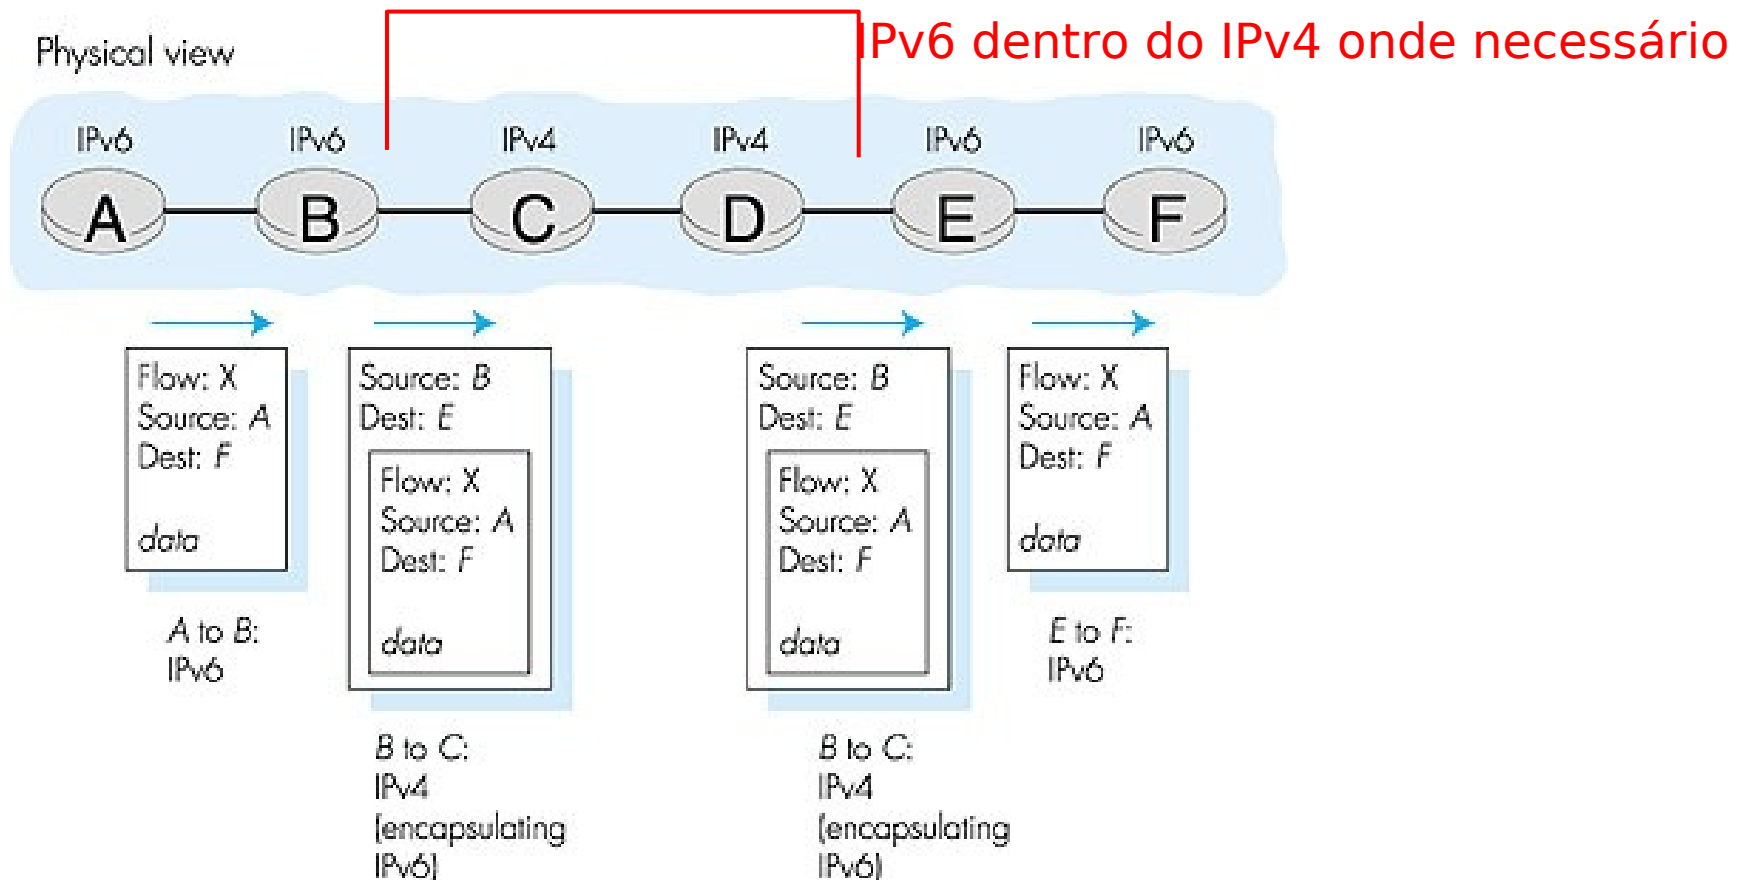 IPv6 dentro do IPv4 onde necessário
Physical view
IPv6
IPv6
IPv4
IPv4
IPv6
IPv6
A
B
C
D
E
F
Flow: X
Source: A
Dest: F
data
A to B:
IPv6
Source: B
Dest: E
Flow: X
Source: A
Dest: F
data
B to C:
IPv4
(encapsulating
IPv6)
Source: B
Dest: E
Flow: X
Source: A
Dest: F
data
B to C:
IPv4
(encapsulating
IPv6)
Flow: X
Source: A
Dest: F
data
E to F:
IPv6